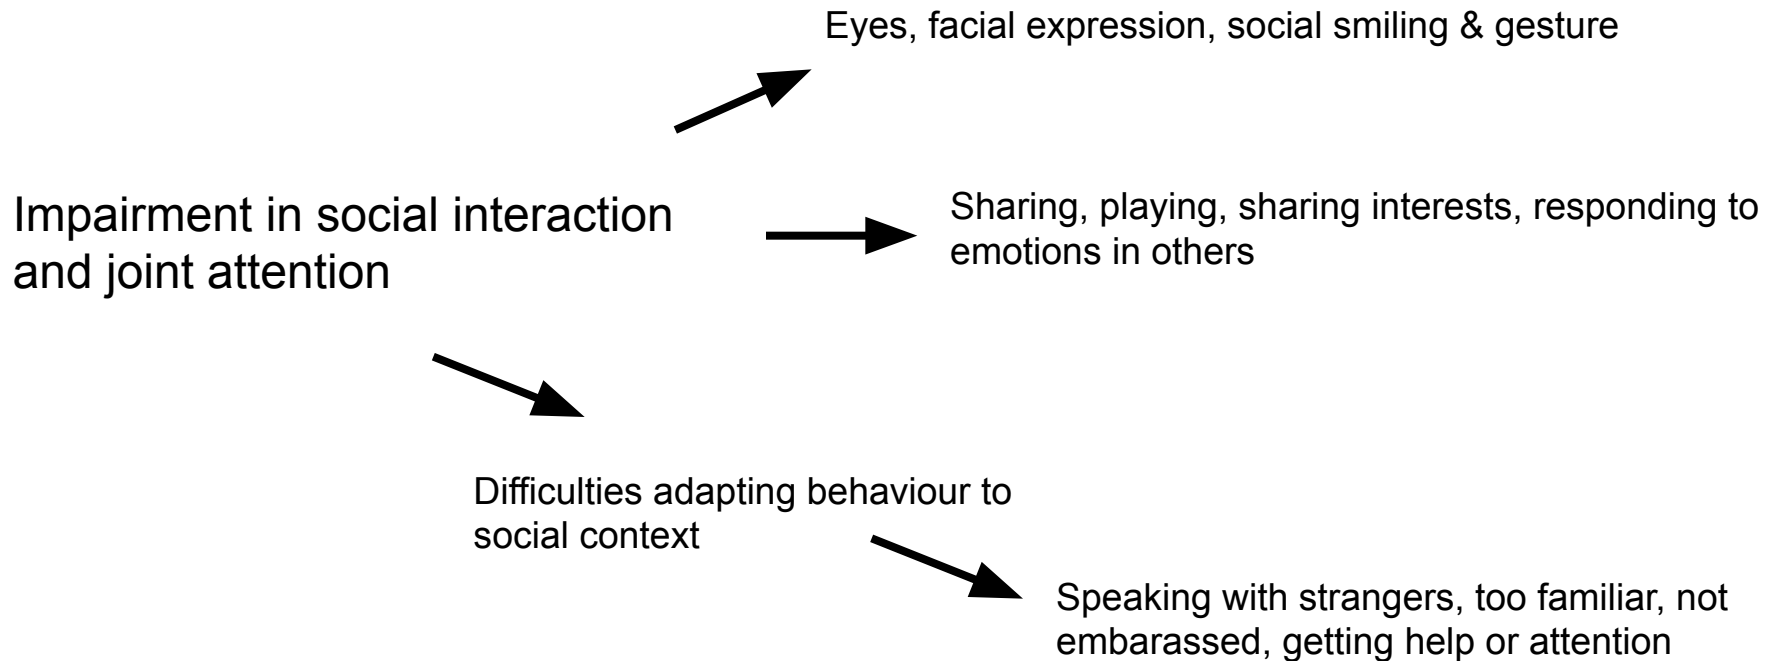 Eyes, facial expression, social smiling & gesture
Impairment in social interaction
and joint attention
Sharing, playing, sharing interests, responding to
emotions in others
Difficulties adapting behaviour to
social context
Speaking with strangers, too familiar, not
embarassed, getting help or attention